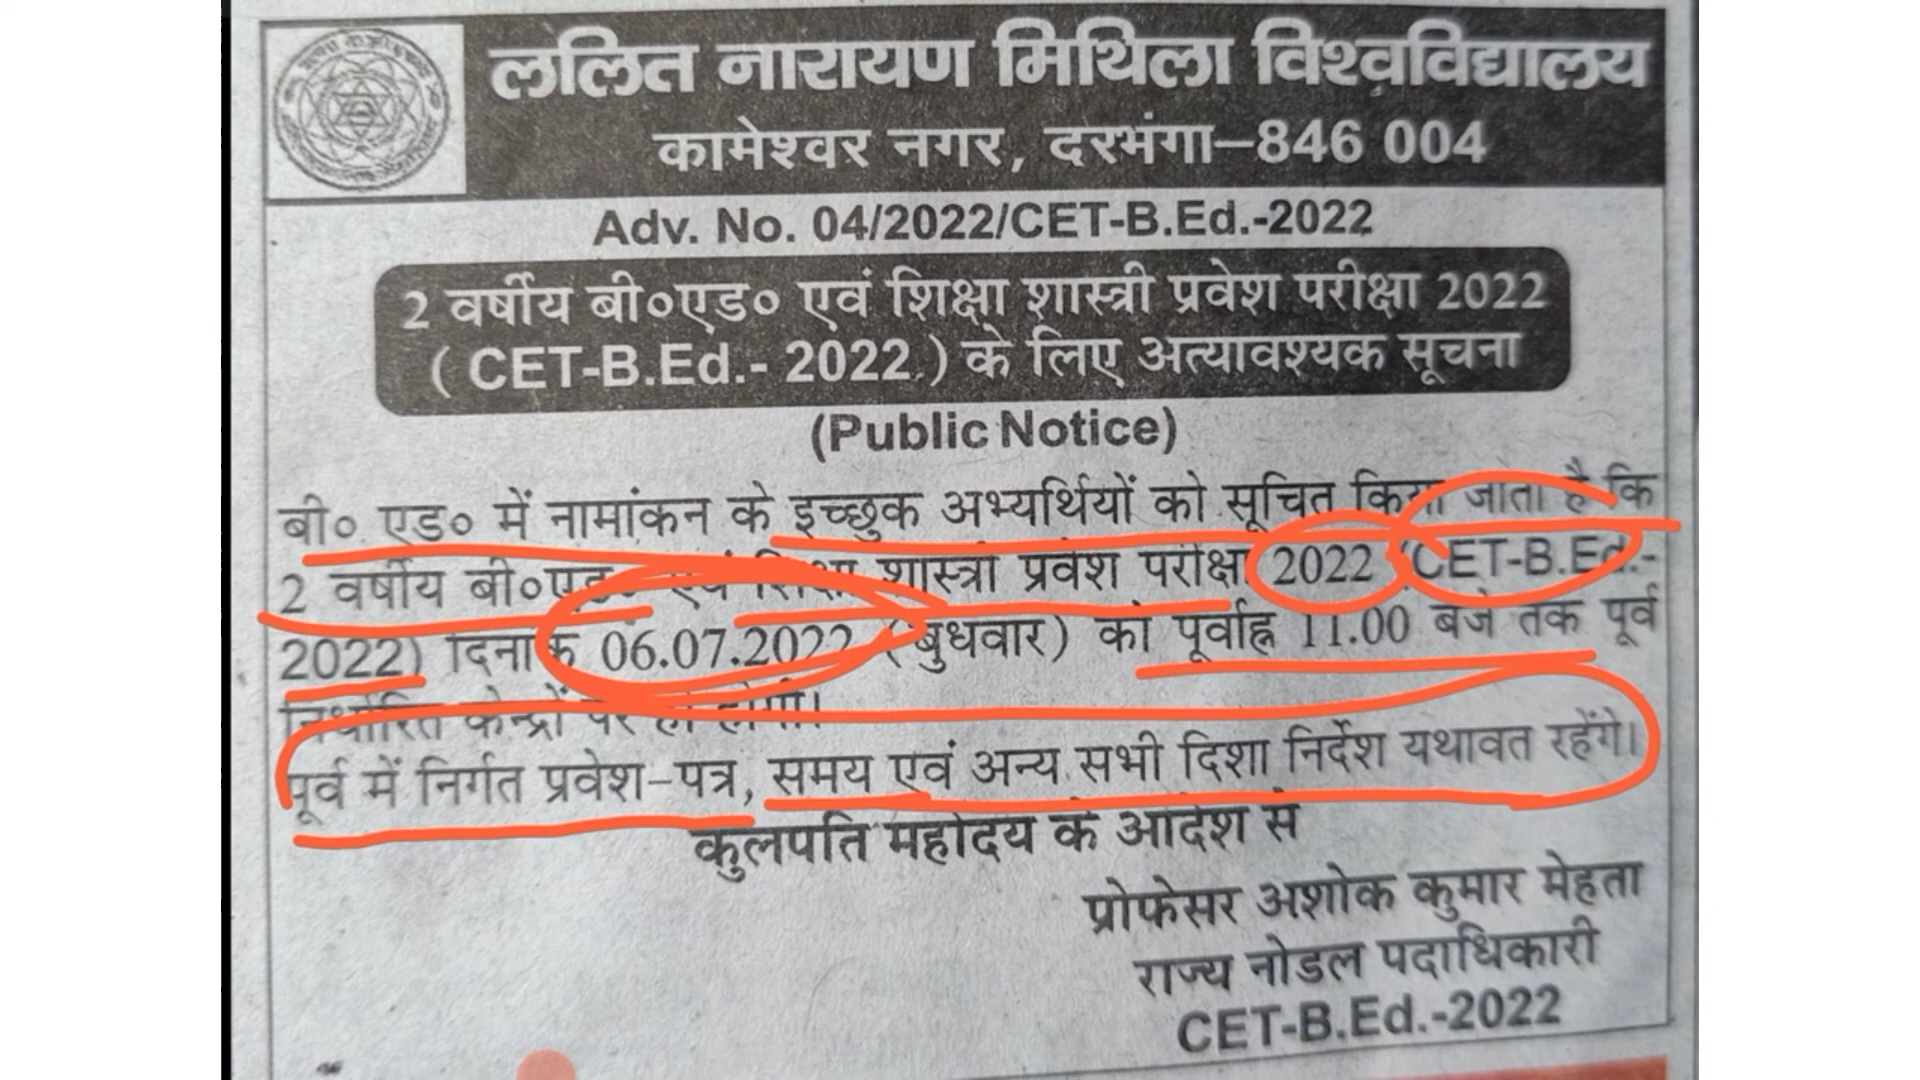 ललित नारायण मिथिला विश्वविद्यालय
कामेश्वर नगर, दरभंगा–846 004
Adv. No. 04/2022/CET-B.Ed.-2022
2 वर्षीय बी०एड० एवं शिक्षा शास्त्री प्रवेश परीक्षा 2022
( CET-B.Ed.- 2022 ) के लिए अत्यावश्यक सूचना
(Public Notice)
बी० एड० में नामांकन के इच्छुक अभ्यर्थियों को सूचित किया जाता है कि
2 वर्षीय बी०एड० एवं शिक्षा शास्त्री प्रवेश परीक्षा 2022 (CET-B.Ed.-
2022) दिनांक 06.07.2022 (बुधवार) को पूर्वाह्न 11.00 बजे तक पूर्व
निर्धारित केन्द्रों पर ही होगी।
पूर्व में निर्गत प्रवेश–पत्र, समय एवं अन्य सभी दिशा निर्देश यथावत रहेंगे।
कुलपति महोदय के आदेश से
प्रोफेसर अशोक कुमार मेहता
राज्य नोडल पदाधिकारी
CET-B.Ed.-2022